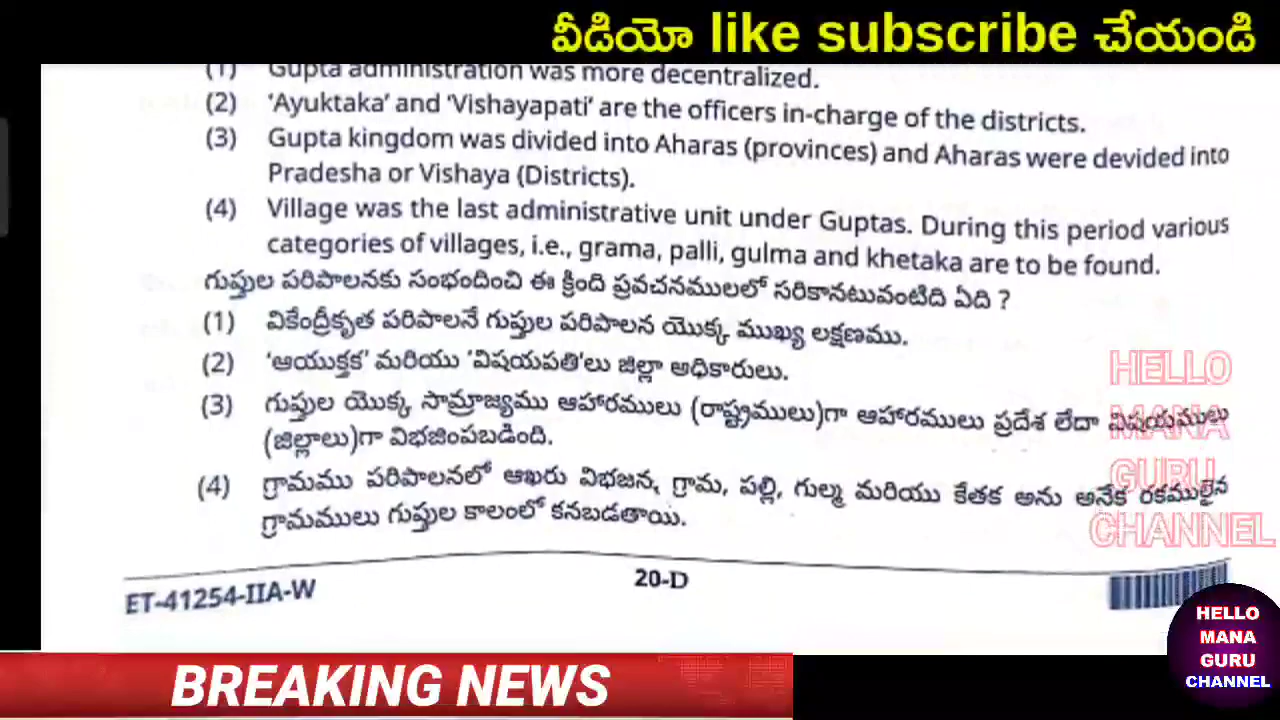 వీడియో like subscribe చేయండి
(1) Gupta administration was more decentralized.
(2) 'Ayuktaka' and 'Vishayapati' are the officers in-charge of the districts.
(3) Gupta kingdom was divided into Aharas (provinces) and Aharas were devided into
Pradesha or Vishaya (Districts).
(4) Village was the last administrative unit under Guptas. During this period various
categories of villages, i.e., grama, palli, gulma and khetaka are to be found.
గుప్తుల పరిపాలనకు సంభందించి ఈ క్రింది ప్రవచనములలో సరికానటువంటిది ఏది ?
(1) వికేంద్రీకృత పరిపాలనే గుప్తుల పరిపాలన యొక్క ముఖ్య లక్షణము.
(2) 'ఆయుక్తక' మరియు 'విషయపతి'లు జిల్లా అధికారులు.
(3) గుప్తుల యొక్క సామ్రాజ్యము ఆహారములు (రాష్ట్రములు)గా ఆహారములు ప్రదేశ లేదా విషయములు
(జిల్లాలు)గా విభజింపబడింది.
(4) గ్రామము పరిపాలనలో ఆఖరు విభజన, గ్రామ, పల్లి, గుల్మ మరియు కేతక అను అనేక రకములైన
గ్రామములు గుప్తుల కాలంలో కనబడతాయి.
HELLO
MANA
GURU
CHANNEL
ET-41254-IIA-W
20-D
HELLO
MANA
GURU
CHANNEL
BREAKING NEWS